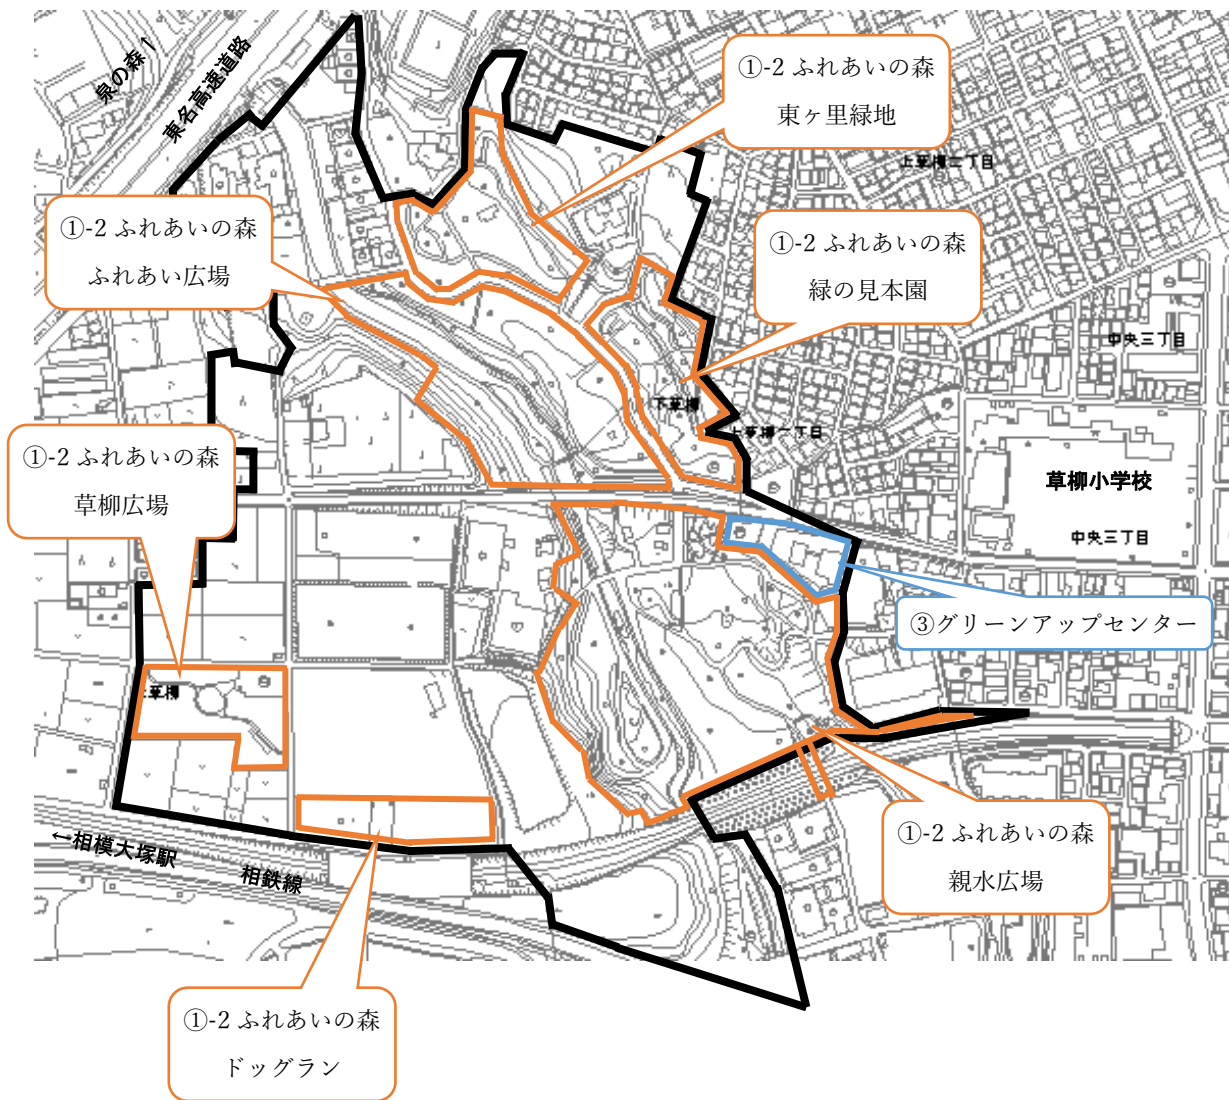 泉の森↑
東名高速道路
①-2 ふれあいの森
東ヶ里緑地
上草柳二丁目
①-2 ふれあいの森
ふれあい広場
①-2 ふれあいの森
緑の見本園
中央三丁目
下草柳
上草柳一丁目
①-2 ふれあいの森
草柳広場
草柳小学校
中央三丁目
③グリーンアップセンター
上草柳
①-2 ふれあいの森
親水広場
←相模大塚駅
相鉄線
①-2 ふれあいの森
ドッグラン